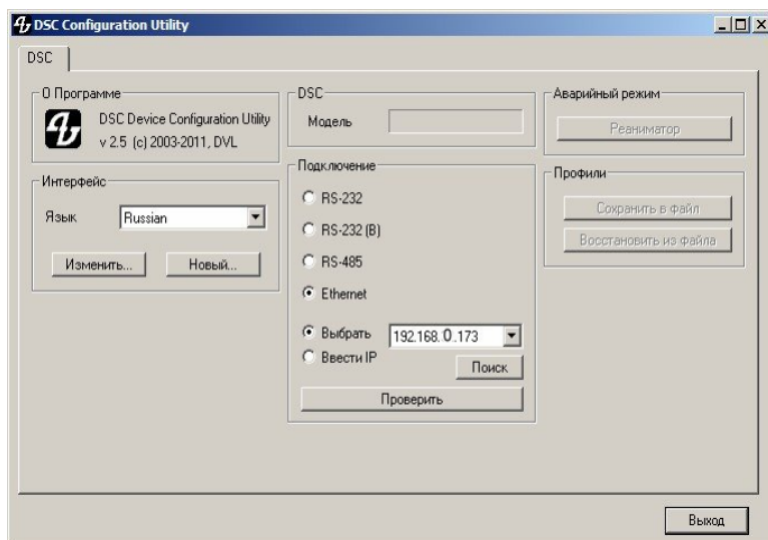 DSC Configuration Utility
DSC
О Программе
DSC Device Configuration Utility
v 2.5 (c) 2003-2011, DVL
Интерфейс
Язык Russian
Изменить... Новый...
DSC
Модель
Подключение
RS-232
RS-232 (B)
RS-485
Ethernet
Выбрать 192.168.0.173
Ввести IP
Поиск
Проверить
Аварийный режим
Реаниматор
Профили
Сохранить в файл
Восстановить из файла
Выход